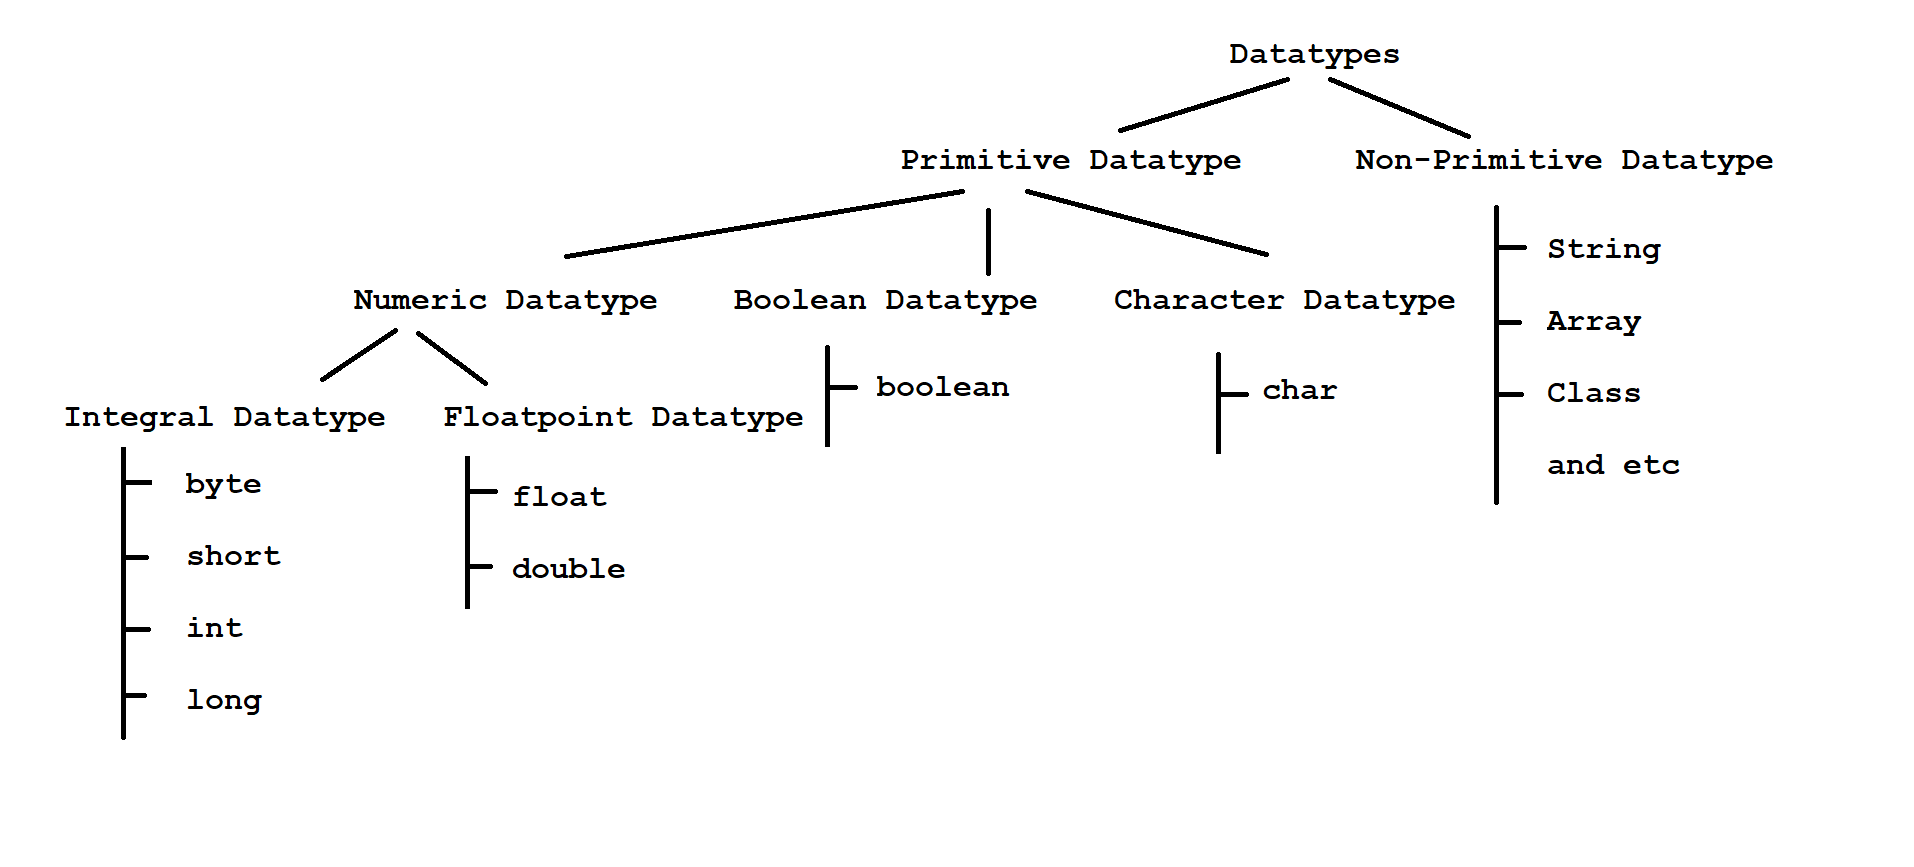 Datatypes
Primitive Datatype
Non-Primitive Datatype
Numeric Datatype
Boolean Datatype
Character Datatype
Integral Datatype
Floatpoint Datatype
byte
short
int
long
float
double
boolean
char
String
Array
Class
and etc